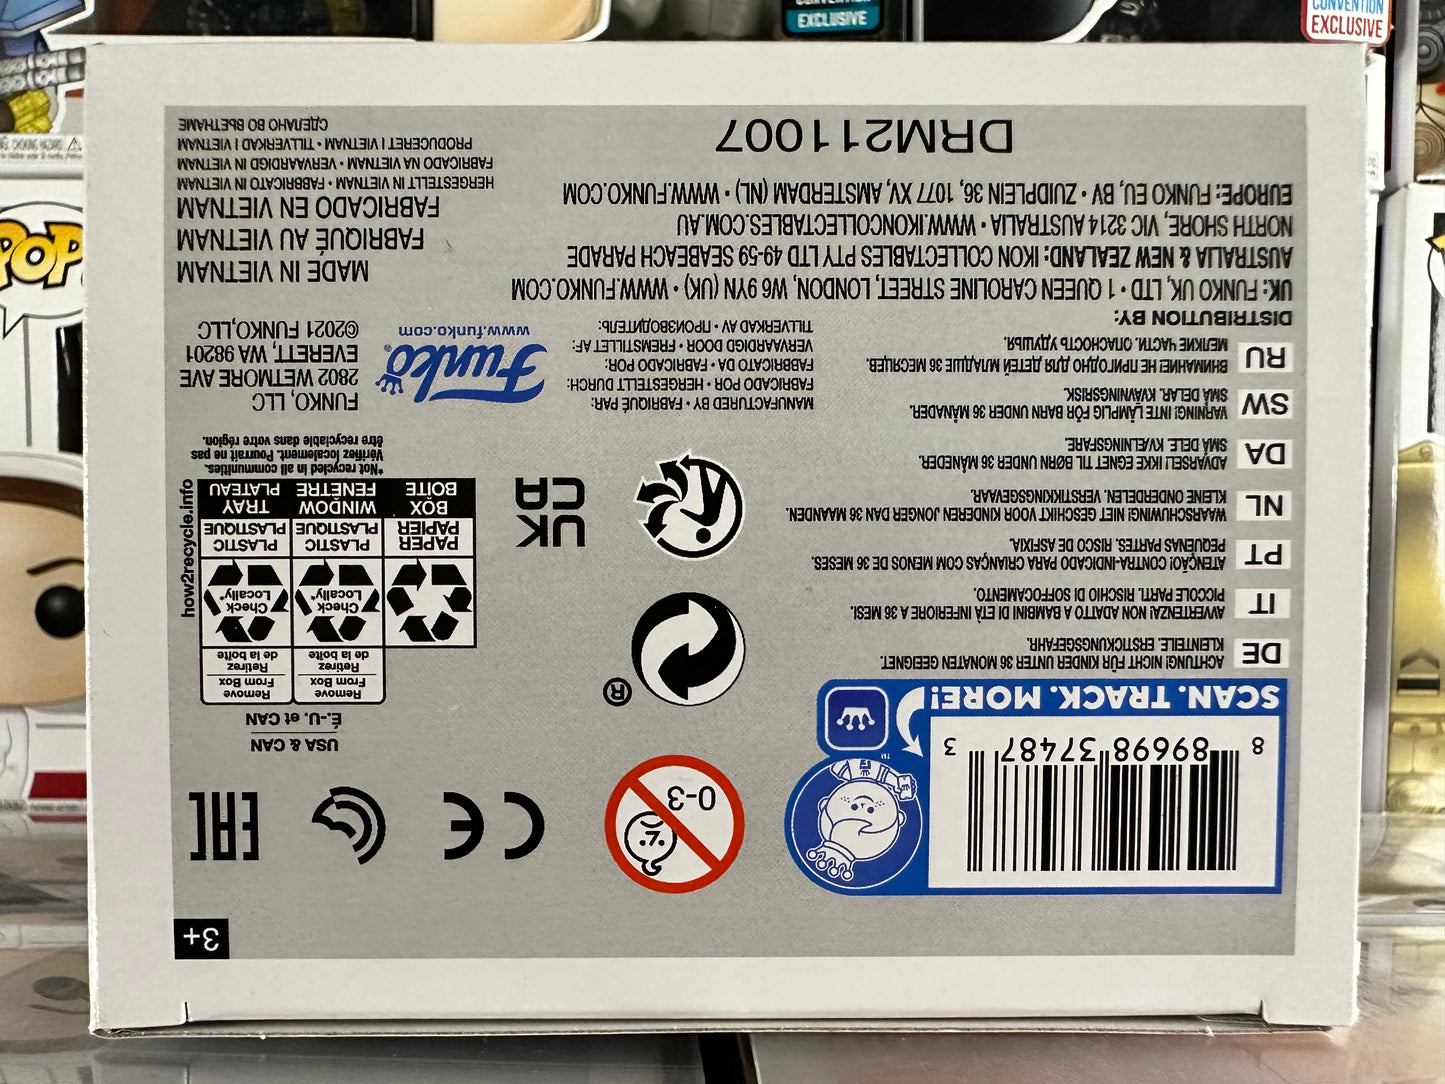 3+
8 89698 37487 3
SCAN. TRACK. MORE!
™
0-3
CE
EAC
USA & CAN
É.-U. et CAN
Remove
From Box
Retirez
de la boîte
Remove
From Box
Retirez
de la boîte
Check
Locally*
Check
Locally*
PAPER
PAPIER
BOX
BOÎTE
PLASTIC
PLASTIQUE
WINDOW
FENÊTRE
PLASTIC
PLASTIQUE
TRAY
PLATEAU
how2recycle.info
*Not recycled in all communities.
Vérifiez localement. Pourrait ne pas
être recyclable dans votre région.
®
UK
CA
DE ACHTUNG! NICHT FÜR KINDER UNTER 36 MONATEN GEEIGNET.
KLEINTEILE. ERSTICKUNGSGEFAHR.
IT AVVERTENZA! NON ADATTO A BAMBINI DI ETÀ INFERIORE A 36 MESI.
PICCOLE PARTI. RISCHIO DI SOFFOCAMENTO.
PT ATENÇÃO! CONTRA-INDICADO PARA CRIANÇAS COM MENOS DE 36 MESES.
PEQUENAS PARTES. RISCO DE ASFIXIA.
NL WAARSCHUWING! NIET GESCHIKT VOOR KINDEREN JONGER DAN 36 MAANDEN.
KLEINE ONDERDELEN. VERSTIKKINGSGEVAAR.
DA ADVARSEL! IKKE EGNET TIL BØRN UNDER 36 MÅNEDER.
SMÅ DELE. KVÆLNINGSFARE.
SW VARNING! INTE LÄMPLIG FÖR BARN UNDER 36 MÅNADER.
SMÅ DELAR. KVÄVNINGSRISK.
RU ВНИМАНИЕ! НЕ ПРИГОДНО ДЛЯ ДЕТЕЙ МЛАДШЕ 36 МЕСЯЦЕВ.
МЕЛКИЕ ЧАСТИ. ОПАСНОСТЬ УДУШЬЯ.
MANUFACTURED BY • FABRIQUÉ PAR:
FABRICADO POR • HERGESTELLT DURCH:
FABRICATO DA • FABRICADO POR:
VERVAARDIGD DOOR • FREMSTILLET AF:
TILLVERKAD AV • ПРОИЗВОДИТЕЛЬ:
Funko®
www.funko.com
FUNKO, LLC
2802 WETMORE AVE
EVERETT, WA 98201
©2021 FUNKO,LLC
DISTRIBUTION BY:
UK: FUNKO UK, LTD • 1 QUEEN CAROLINE STREET, LONDON, W6 9YN (UK) • WWW.FUNKO.COM
AUSTRALIA & NEW ZEALAND: IKON COLLECTABLES PTY LTD 49-59 SEABEACH PARADE
NORTH SHORE, VIC 3214 AUSTRALIA • WWW.IKONCOLLECTABLES.COM.AU
EUROPE: FUNKO EU, BV • ZUIDPLEIN 36, 1077 XV, AMSTERDAM (NL) • WWW.FUNKO.COM
MADE IN VIETNAM
FABRIQUÉ AU VIETNAM
FABRICADO EN VIETNAM
HERGESTELLT IN VIETNAM • FABBRICATO IN VIETNAM
FABRICADO NA VIETNAM • VERVAARDIGD IN VIETNAM
PRODUCERET I VIETNAM • TILLVERKAD I VIETNAM
СДЕЛАНО ВО ВЬЕТНАМЕ
DRM211007
EXCLUSIVE
CONVENTION
EXCLUSIVE
POP